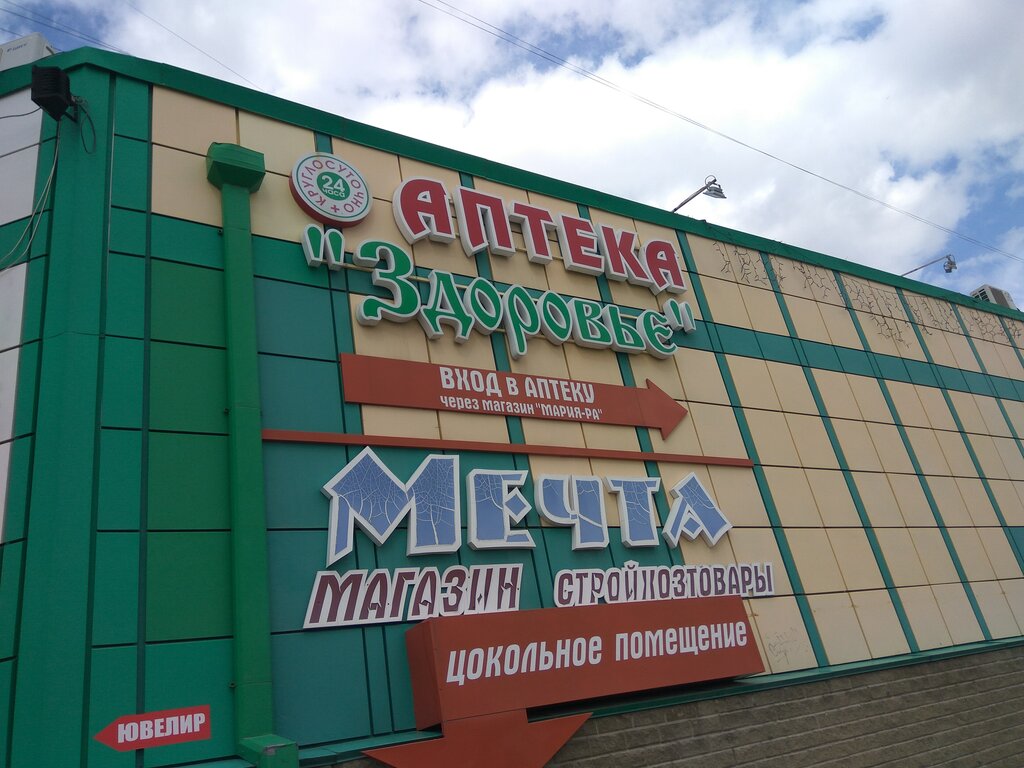 КРУГЛОСУТОЧНО +
24
ЧАСА
АПТЕКА
"Здоровье"
ВХОД В АПТЕКУ
через магазин "МАРИЯ-РА"
Мечта
МАГАЗИН СТРОЙХОЗТОВАРЫ
ЦОКОЛЬНОЕ ПОМЕЩЕНИЕ
ЮВЕЛИР